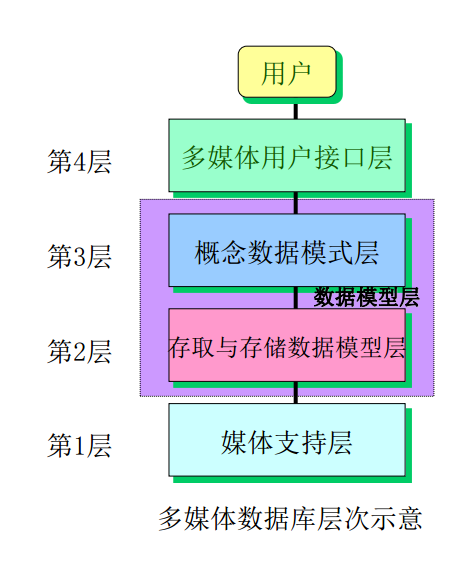 用户
第4层
多媒体用户接口层
第3层
概念数据模式层
数据模型层
第2层
存取与存储数据模型层
第1层
媒体支持层
多媒体数据库层次示意